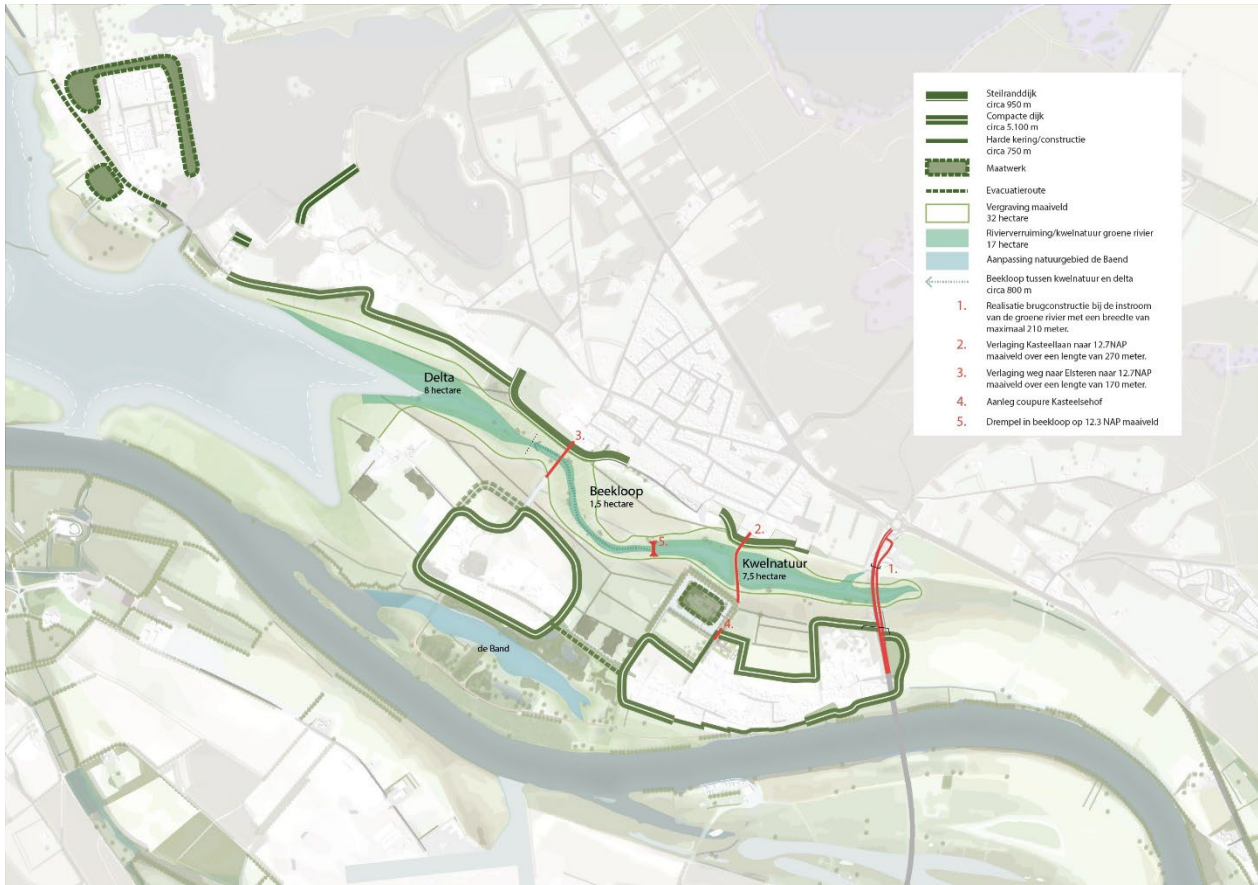 Steilranddijk
circa 950 m
Compacte dijk
circa 5.100 m
Harde kering/constructie
circa 750 m
Maatwerk
Evacuatieroute
Vergraving maaiveld
32 hectare
Rivierverruiming/kwelnatuur groene rivier
17 hectare
Aanpassing natuurgebied de Baend
Beekloop tussen kwelnatuur en delta
circa 800 m
1. Realisatie brugconstructie bij de instroom
van de groene rivier met een breedte van
maximaal 210 meter.
2. Verlaging Kasteellaan naar 12.7NAP
maaiveld over een lengte van 270 meter.
3. Verlaging weg naar Elsteren naar 12.7NAP
maaiveld over een lengte van 170 meter.
4. Aanleg coupure Kasteelsehof
5. Drempel in beekloop op 12.3 NAP maaiveld
Delta
8 hectare
3.
Beekloop
1,5 hectare
2.
5.
Kwelnatuur
7,5 hectare
1.
4.
de Band